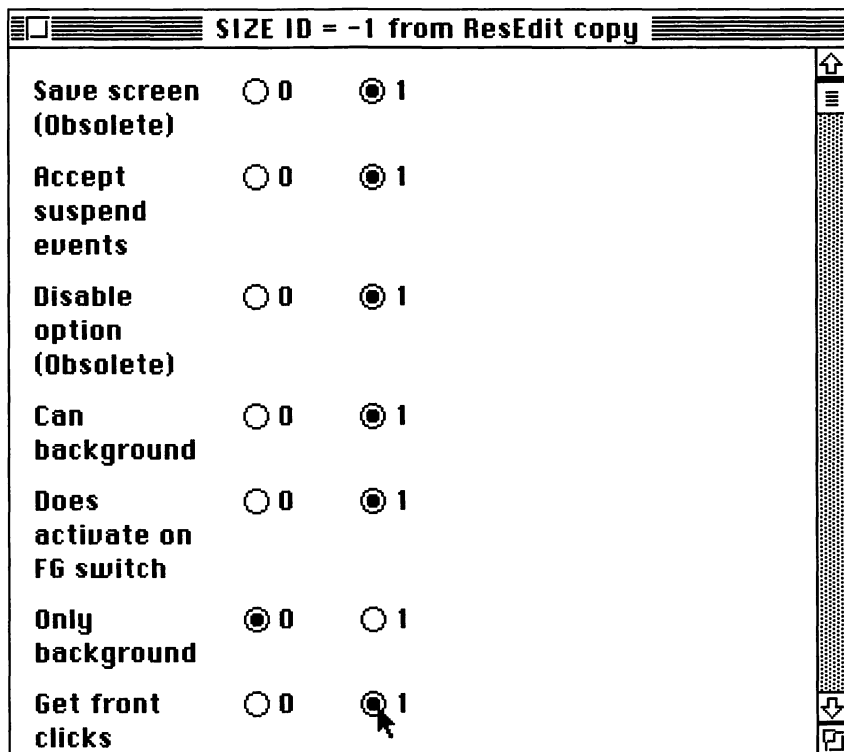 SIZE ID = -1 from ResEdit copy
Save screen 0 1
(Obsolete)
Accept 0 1
suspend
events
Disable 0 1
option
(Obsolete)
Can 0 1
background
Does 0 1
activate on
FG switch
Only 0 1
background
Get front 0 1
clicks